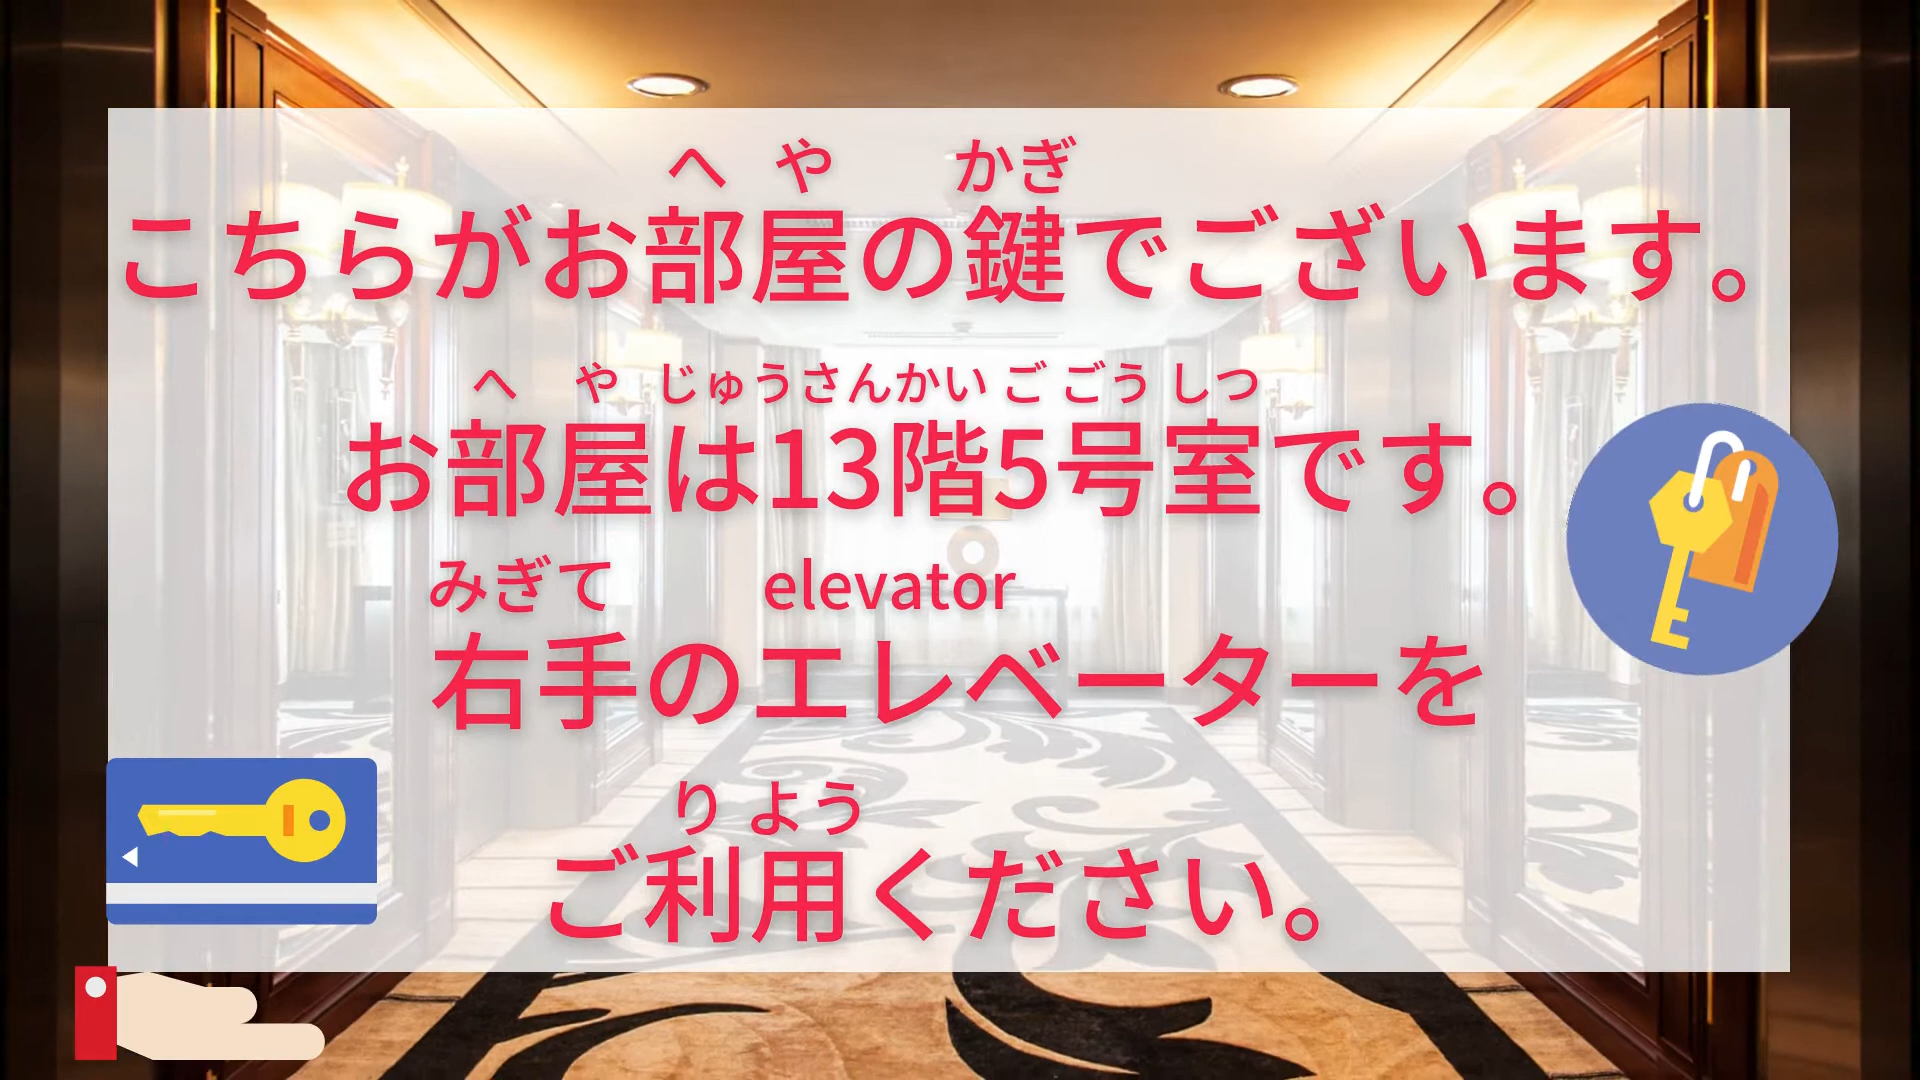 へ や かぎ
こちらがお部屋の鍵でございます。
へ や じゅうさんかい ご ごう しつ
お部屋は13階5号室です。
みぎて elevator
右手のエレベーターを
り よう
ご利用ください。